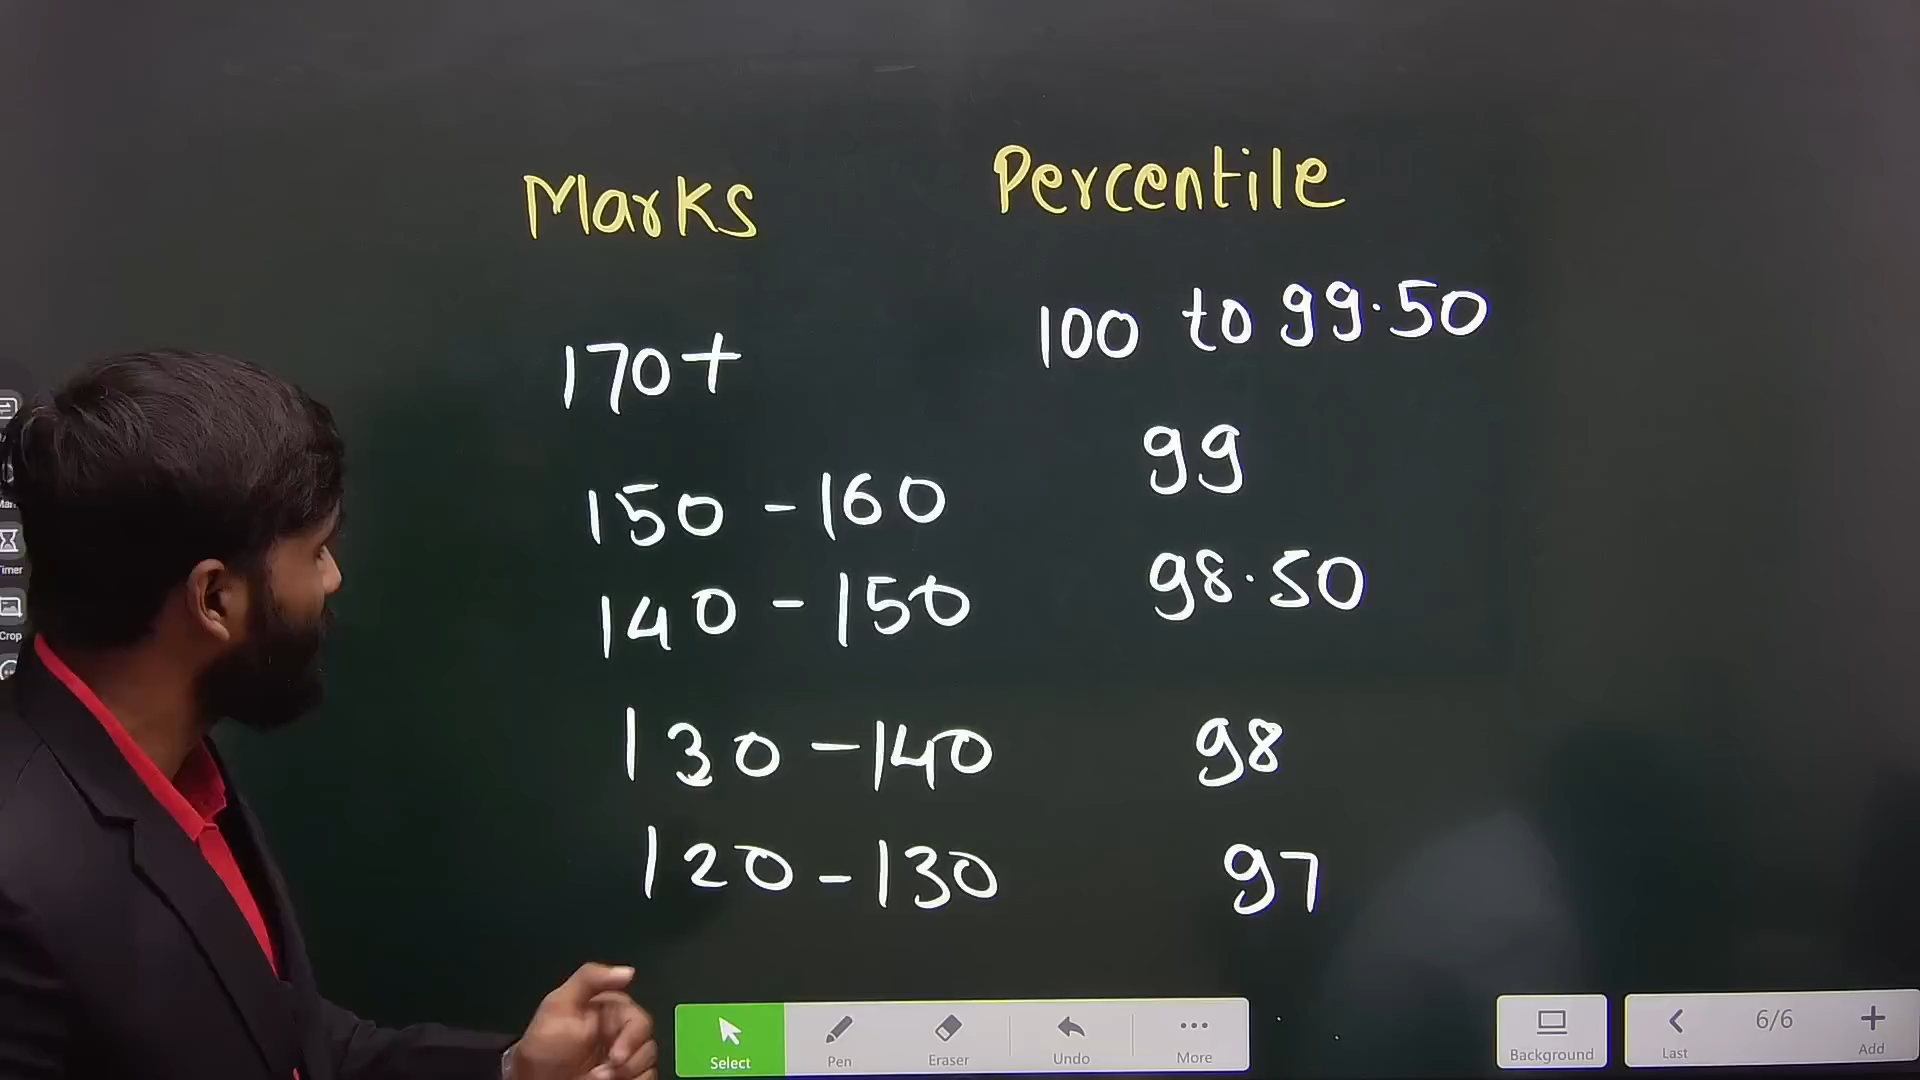 Marks Percentile
170+ 100 to 99.50
150 - 160 99
140 - 150 98.50
130 - 140 98
120 - 130 97
Timer
Crop
Select Pen Eraser Undo More
Background
6/6
Last Add